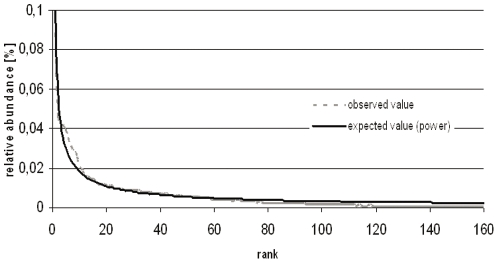 0,1
0,08
0,06
0,04
0,02
0
relative abundance [%]
observed value
expected value (power)
0 20 40 60 80 100 120 140 160
rank